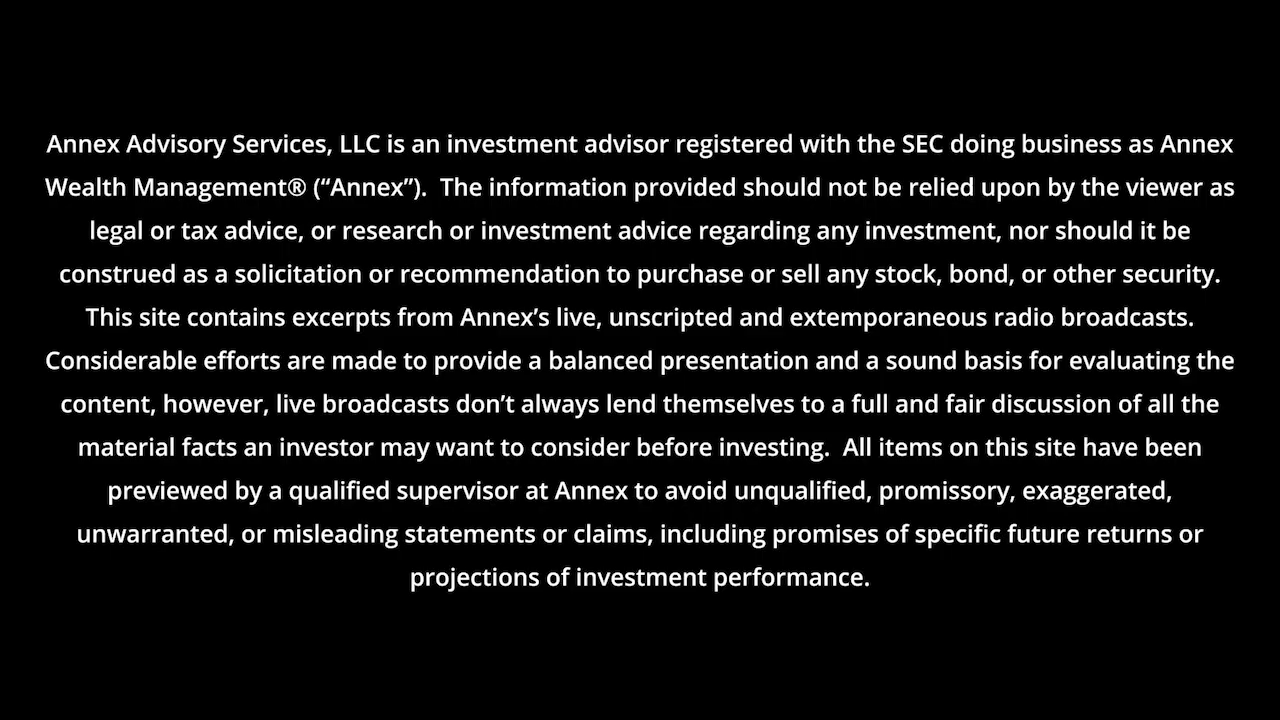 Annex Advisory Services, LLC is an investment advisor registered with the SEC doing business as Annex
Wealth Management® (“Annex”).  The information provided should not be relied upon by the viewer as
legal or tax advice, or research or investment advice regarding any investment, nor should it be
construed as a solicitation or recommendation to purchase or sell any stock, bond, or other security.
This site contains excerpts from Annex’s live, unscripted and extemporaneous radio broadcasts.
Considerable efforts are made to provide a balanced presentation and a sound basis for evaluating the
content, however, live broadcasts don’t always lend themselves to a full and fair discussion of all the
material facts an investor may want to consider before investing.  All items on this site have been
previewed by a qualified supervisor at Annex to avoid unqualified, promissory, exaggerated,
unwarranted, or misleading statements or claims, including promises of specific future returns or
projections of investment performance.